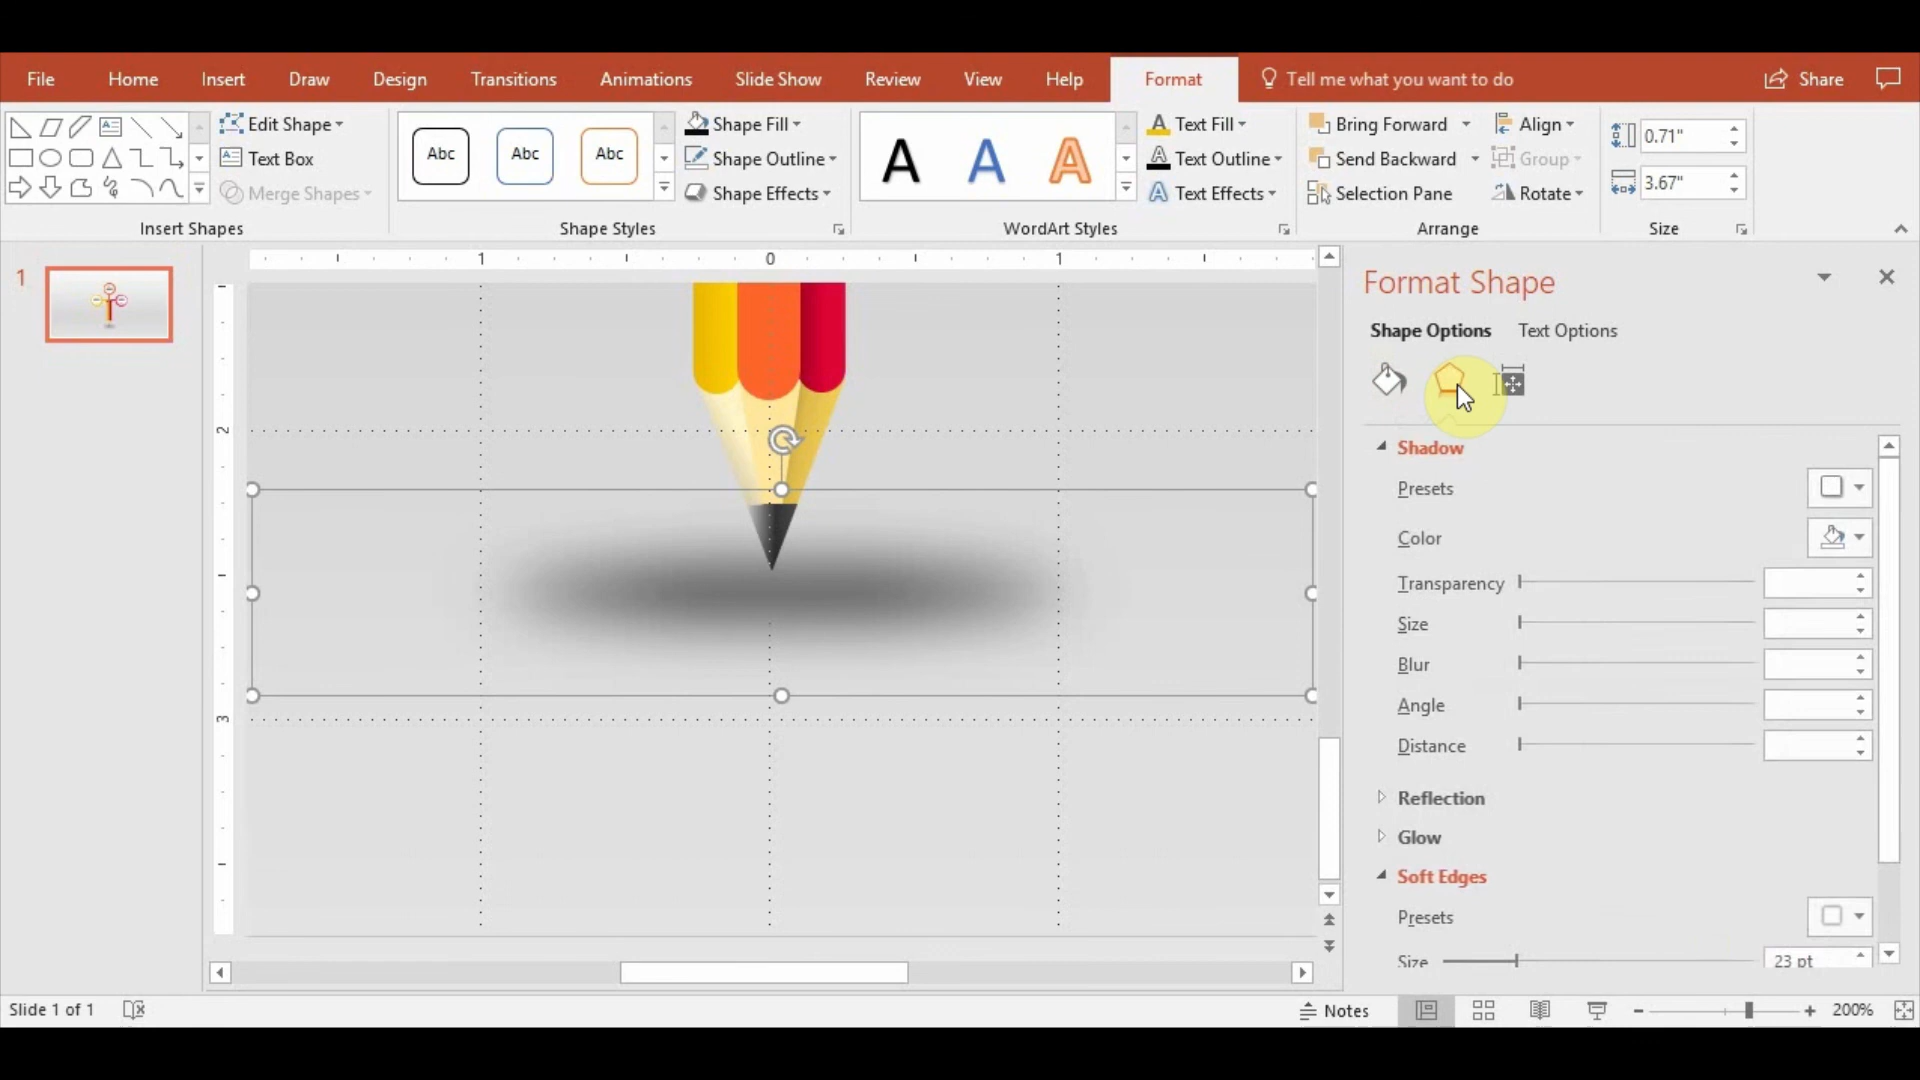 File Home Insert Draw Design Transitions Animations Slide Show Review View Help Format Tell me what you want to do Share
Edit Shape
Text Box
Merge Shapes
Insert Shapes
Abc Abc Abc
Shape Fill
Shape Outline
Shape Effects
Shape Styles
A A A
Text Fill
Text Outline
Text Effects
WordArt Styles
Bring Forward
Send Backward
Selection Pane
Align
Group
Rotate
Arrange
0.71"
3.67"
Size
1
1 0 1
2
1
3
Format Shape
Shape Options Text Options
Shadow
Presets
Color
Transparency
Size
Blur
Angle
Distance
Reflection
Glow
Soft Edges
Presets
Size 23 pt
Slide 1 of 1
Notes
200%